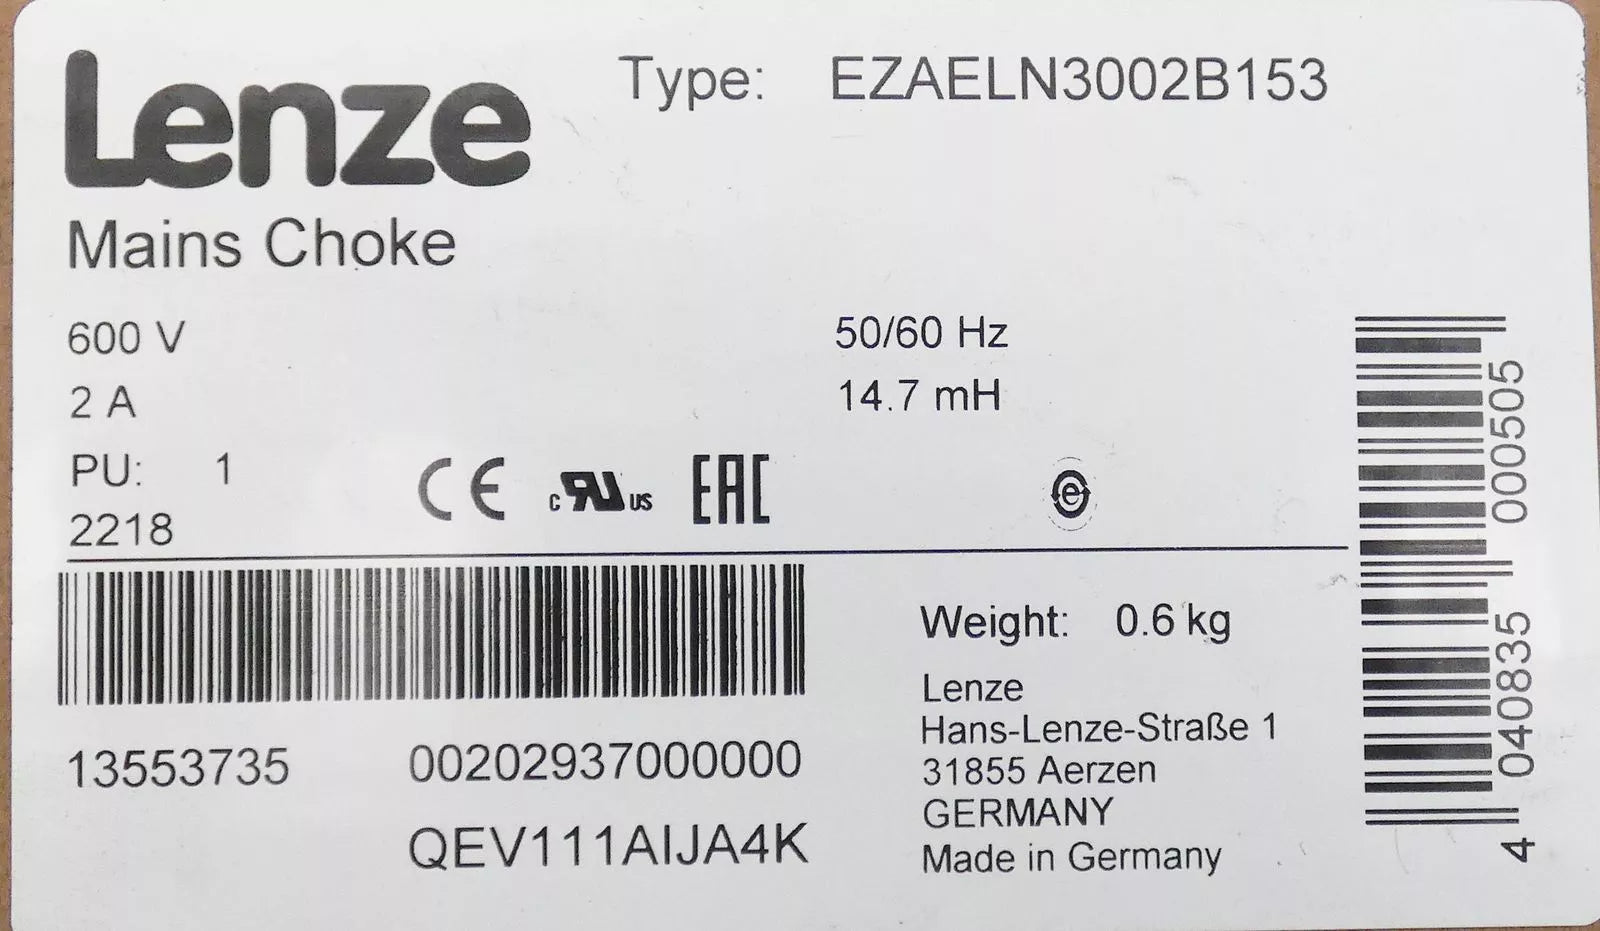 Lenze
Type: EZAELN3002B153
Mains Choke
600 V
50/60 Hz
2 A
14.7 mH
PU: 1
CE
c RU us
EAC
e
2218
Weight: 0.6 kg
Lenze
Hans-Lenze-Straße 1
31855 Aerzen
GERMANY
Made in Germany
13553735
00202937000000
QEV111AIJA4K
4 040835 000505